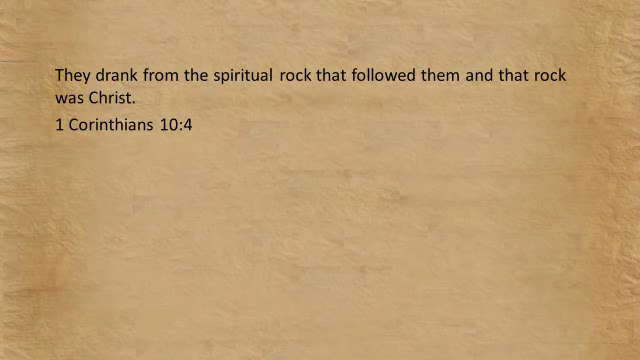 They drank from the spiritual rock that followed them and that rock
was Christ.
1 Corinthians 10:4